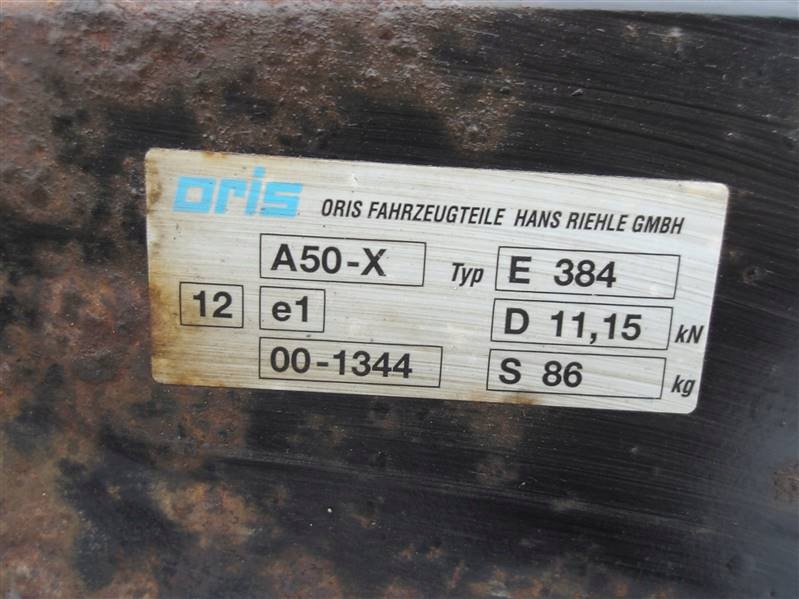 oris ORIS FAHRZEUGTEILE HANS RIEHLE GMBH
A50-X Typ E 384
12 e1 D 11,15 kN
00-1344 S 86 kg